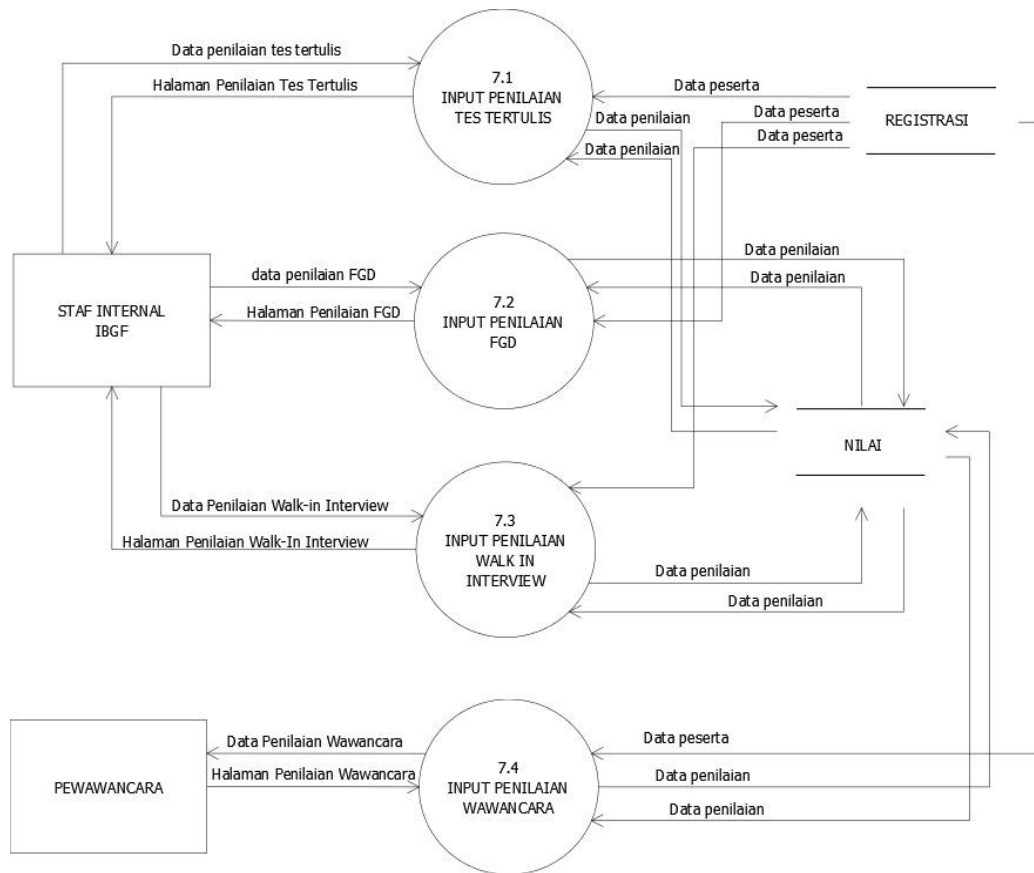 Data penilaian tes tertulis
Halaman Penilaian Tes Tertulis
7.1
INPUT PENILAIAN
TES TERTULIS
Data peserta
Data peserta
Data peserta
REGISTRASI
Data penilaian
Data penilaian
STAF INTERNAL
IBGF
data penilaian FGD
Halaman Penilaian FGD
7.2
INPUT PENILAIAN
FGD
Data penilaian
Data penilaian
NILAI
Data Penilaian Walk-in Interview
Halaman Penilaian Walk-In Interview
7.3
INPUT PENILAIAN
WALK IN
INTERVIEW
Data penilaian
Data penilaian
PEWAWANCARA
Data Penilaian Wawancara
Halaman Penilaian Wawancara
7.4
INPUT PENILAIAN
WAWANCARA
Data peserta
Data penilaian
Data penilaian